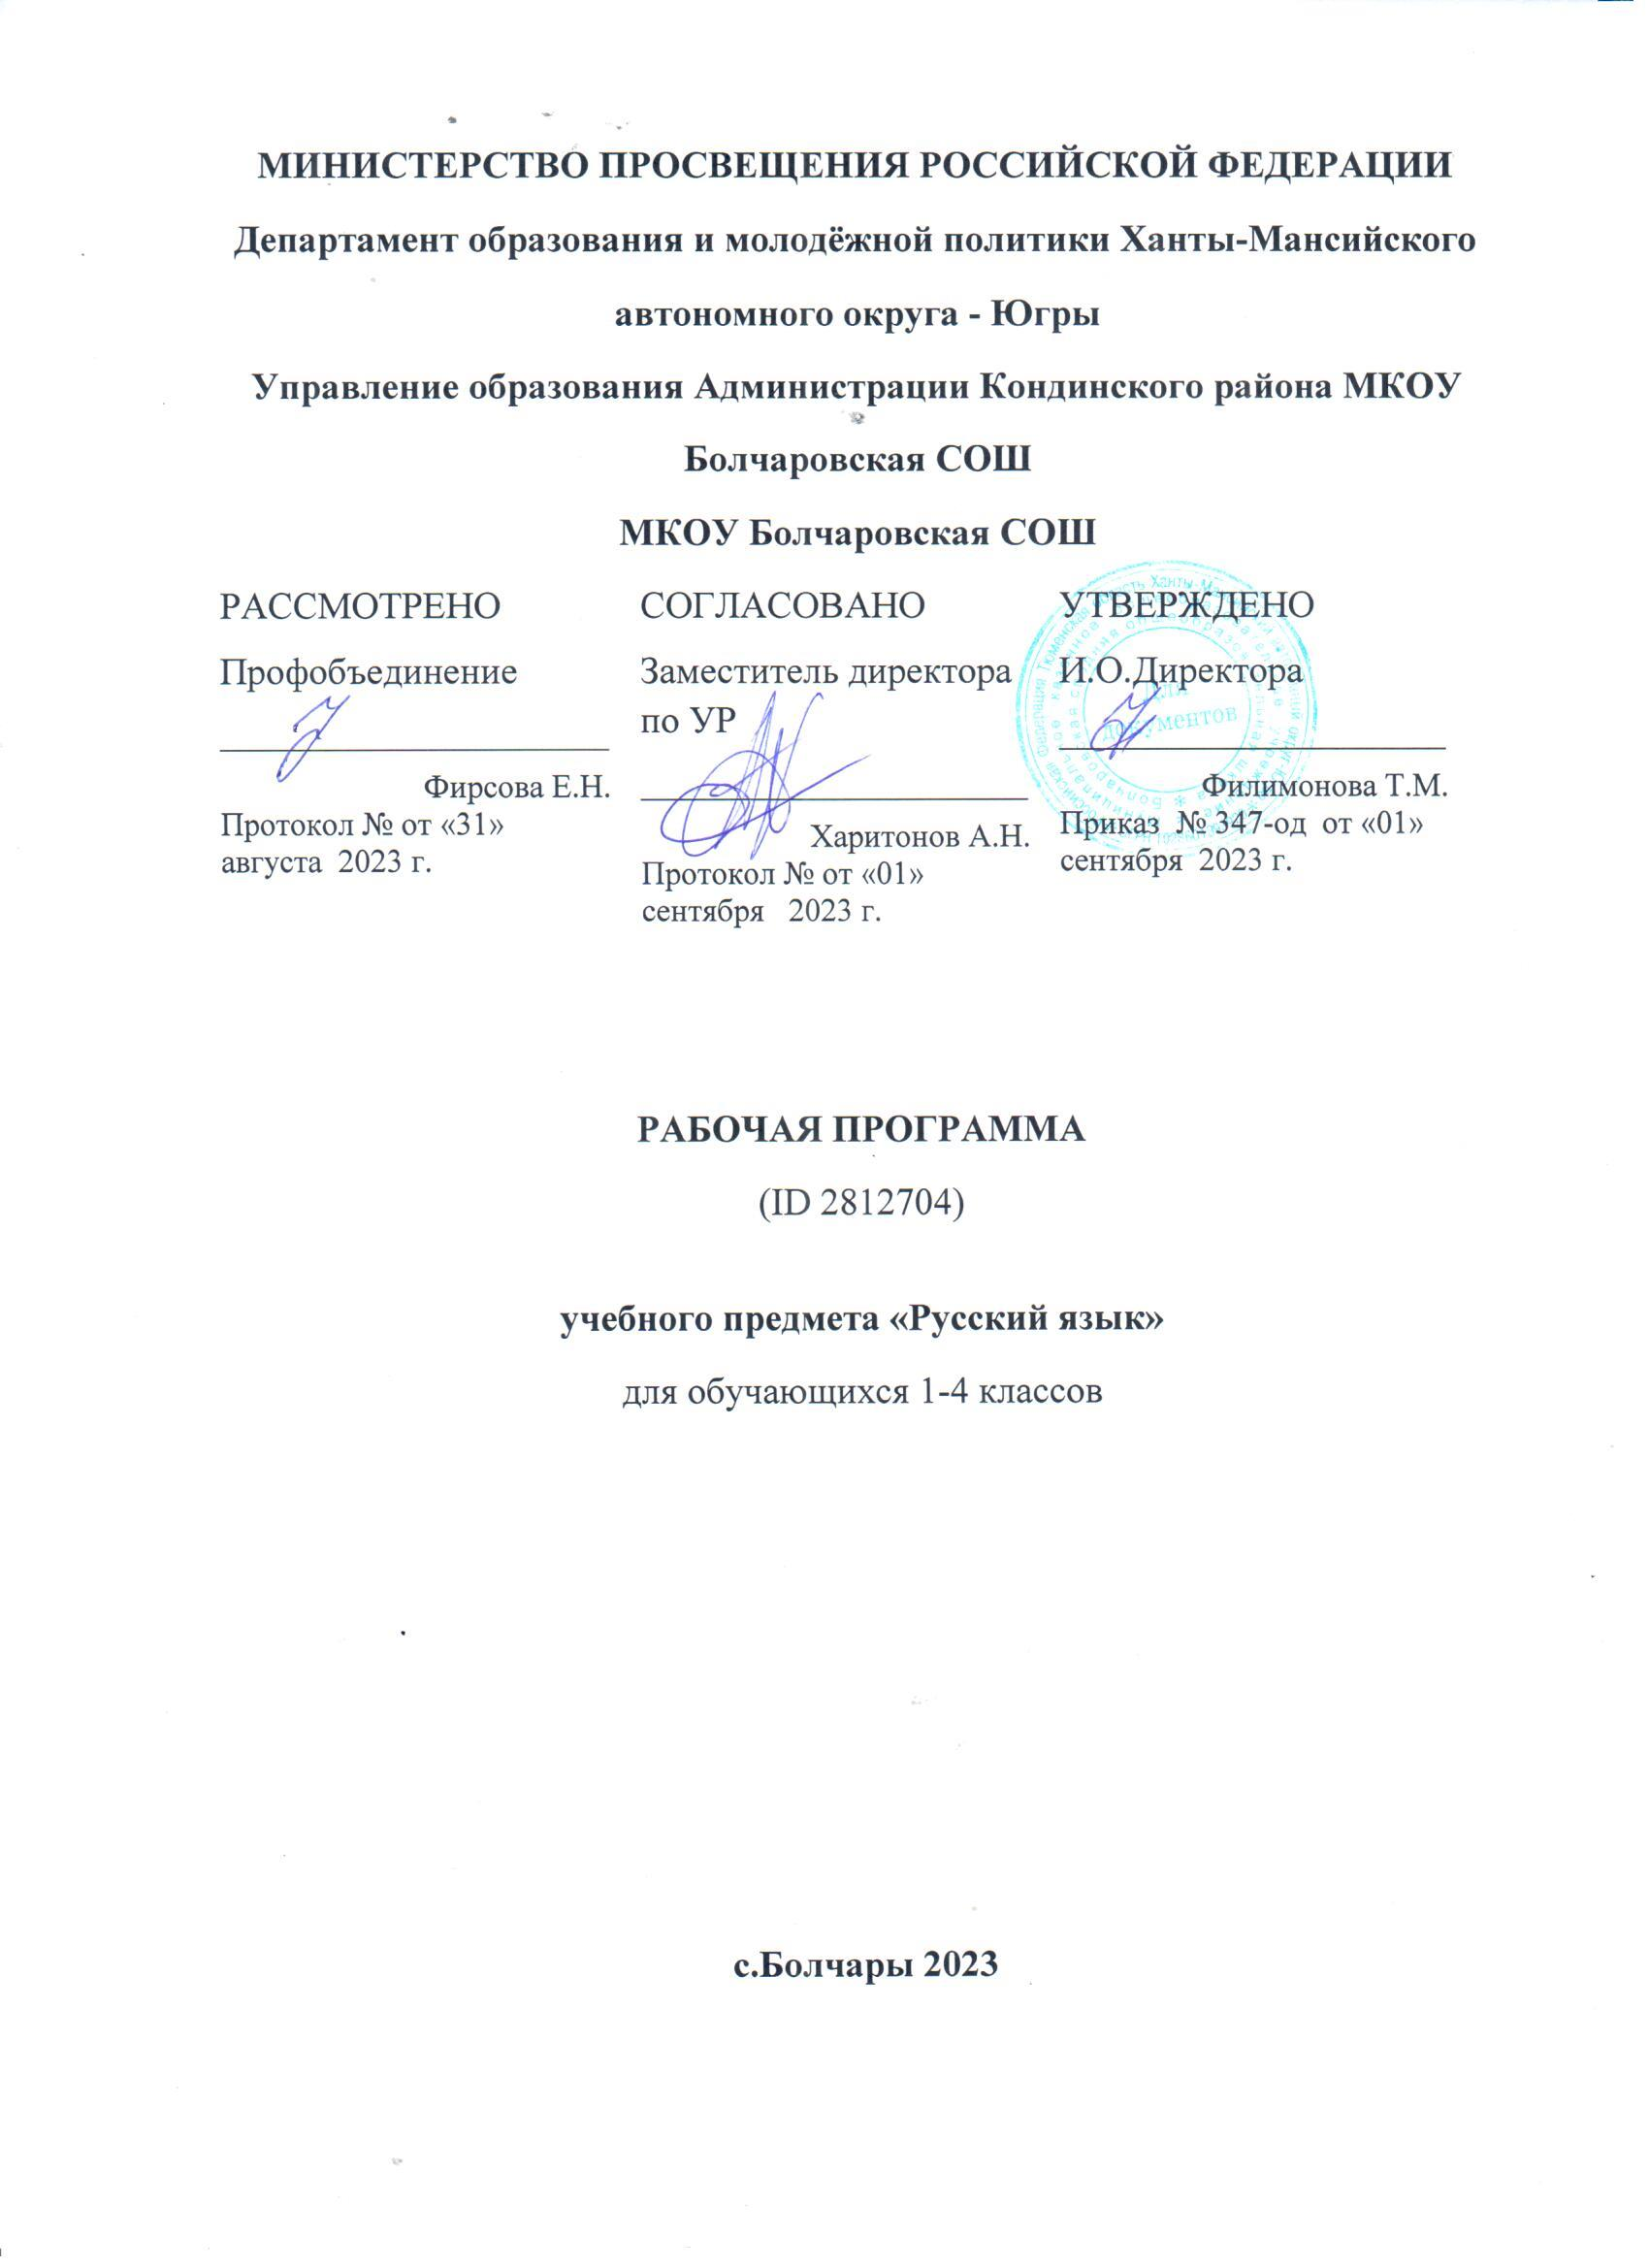 МИНИСТЕРСТВО ПРОСВЕЩЕНИЯ РОССИЙСКОЙ ФЕДЕРАЦИИ
Департамент образования и молодёжной политики Ханты-Мансийского
автономного округа - Югры
Управление образования Администрации Кондинского района МКОУ
Болчаровская СОШ
МКОУ Болчаровская СОШ
РАССМОТРЕНО
Профобъединение
Фирсова Е.Н.
Протокол № от «31»
августа 2023 г.
СОГЛАСОВАНО
Заместитель директора
по УР
Харитонов А.Н.
Протокол № от «01»
сентября 2023 г.
УТВЕРЖДЕНО
И.О.Директора
Для
документов
Филимонова Т.М.
Приказ № 347-од от «01»
сентября 2023 г.
РАБОЧАЯ ПРОГРАММА
(ID 2812704)
учебного предмета «Русский язык»
для обучающихся 1-4 классов
с.Болчары 2023